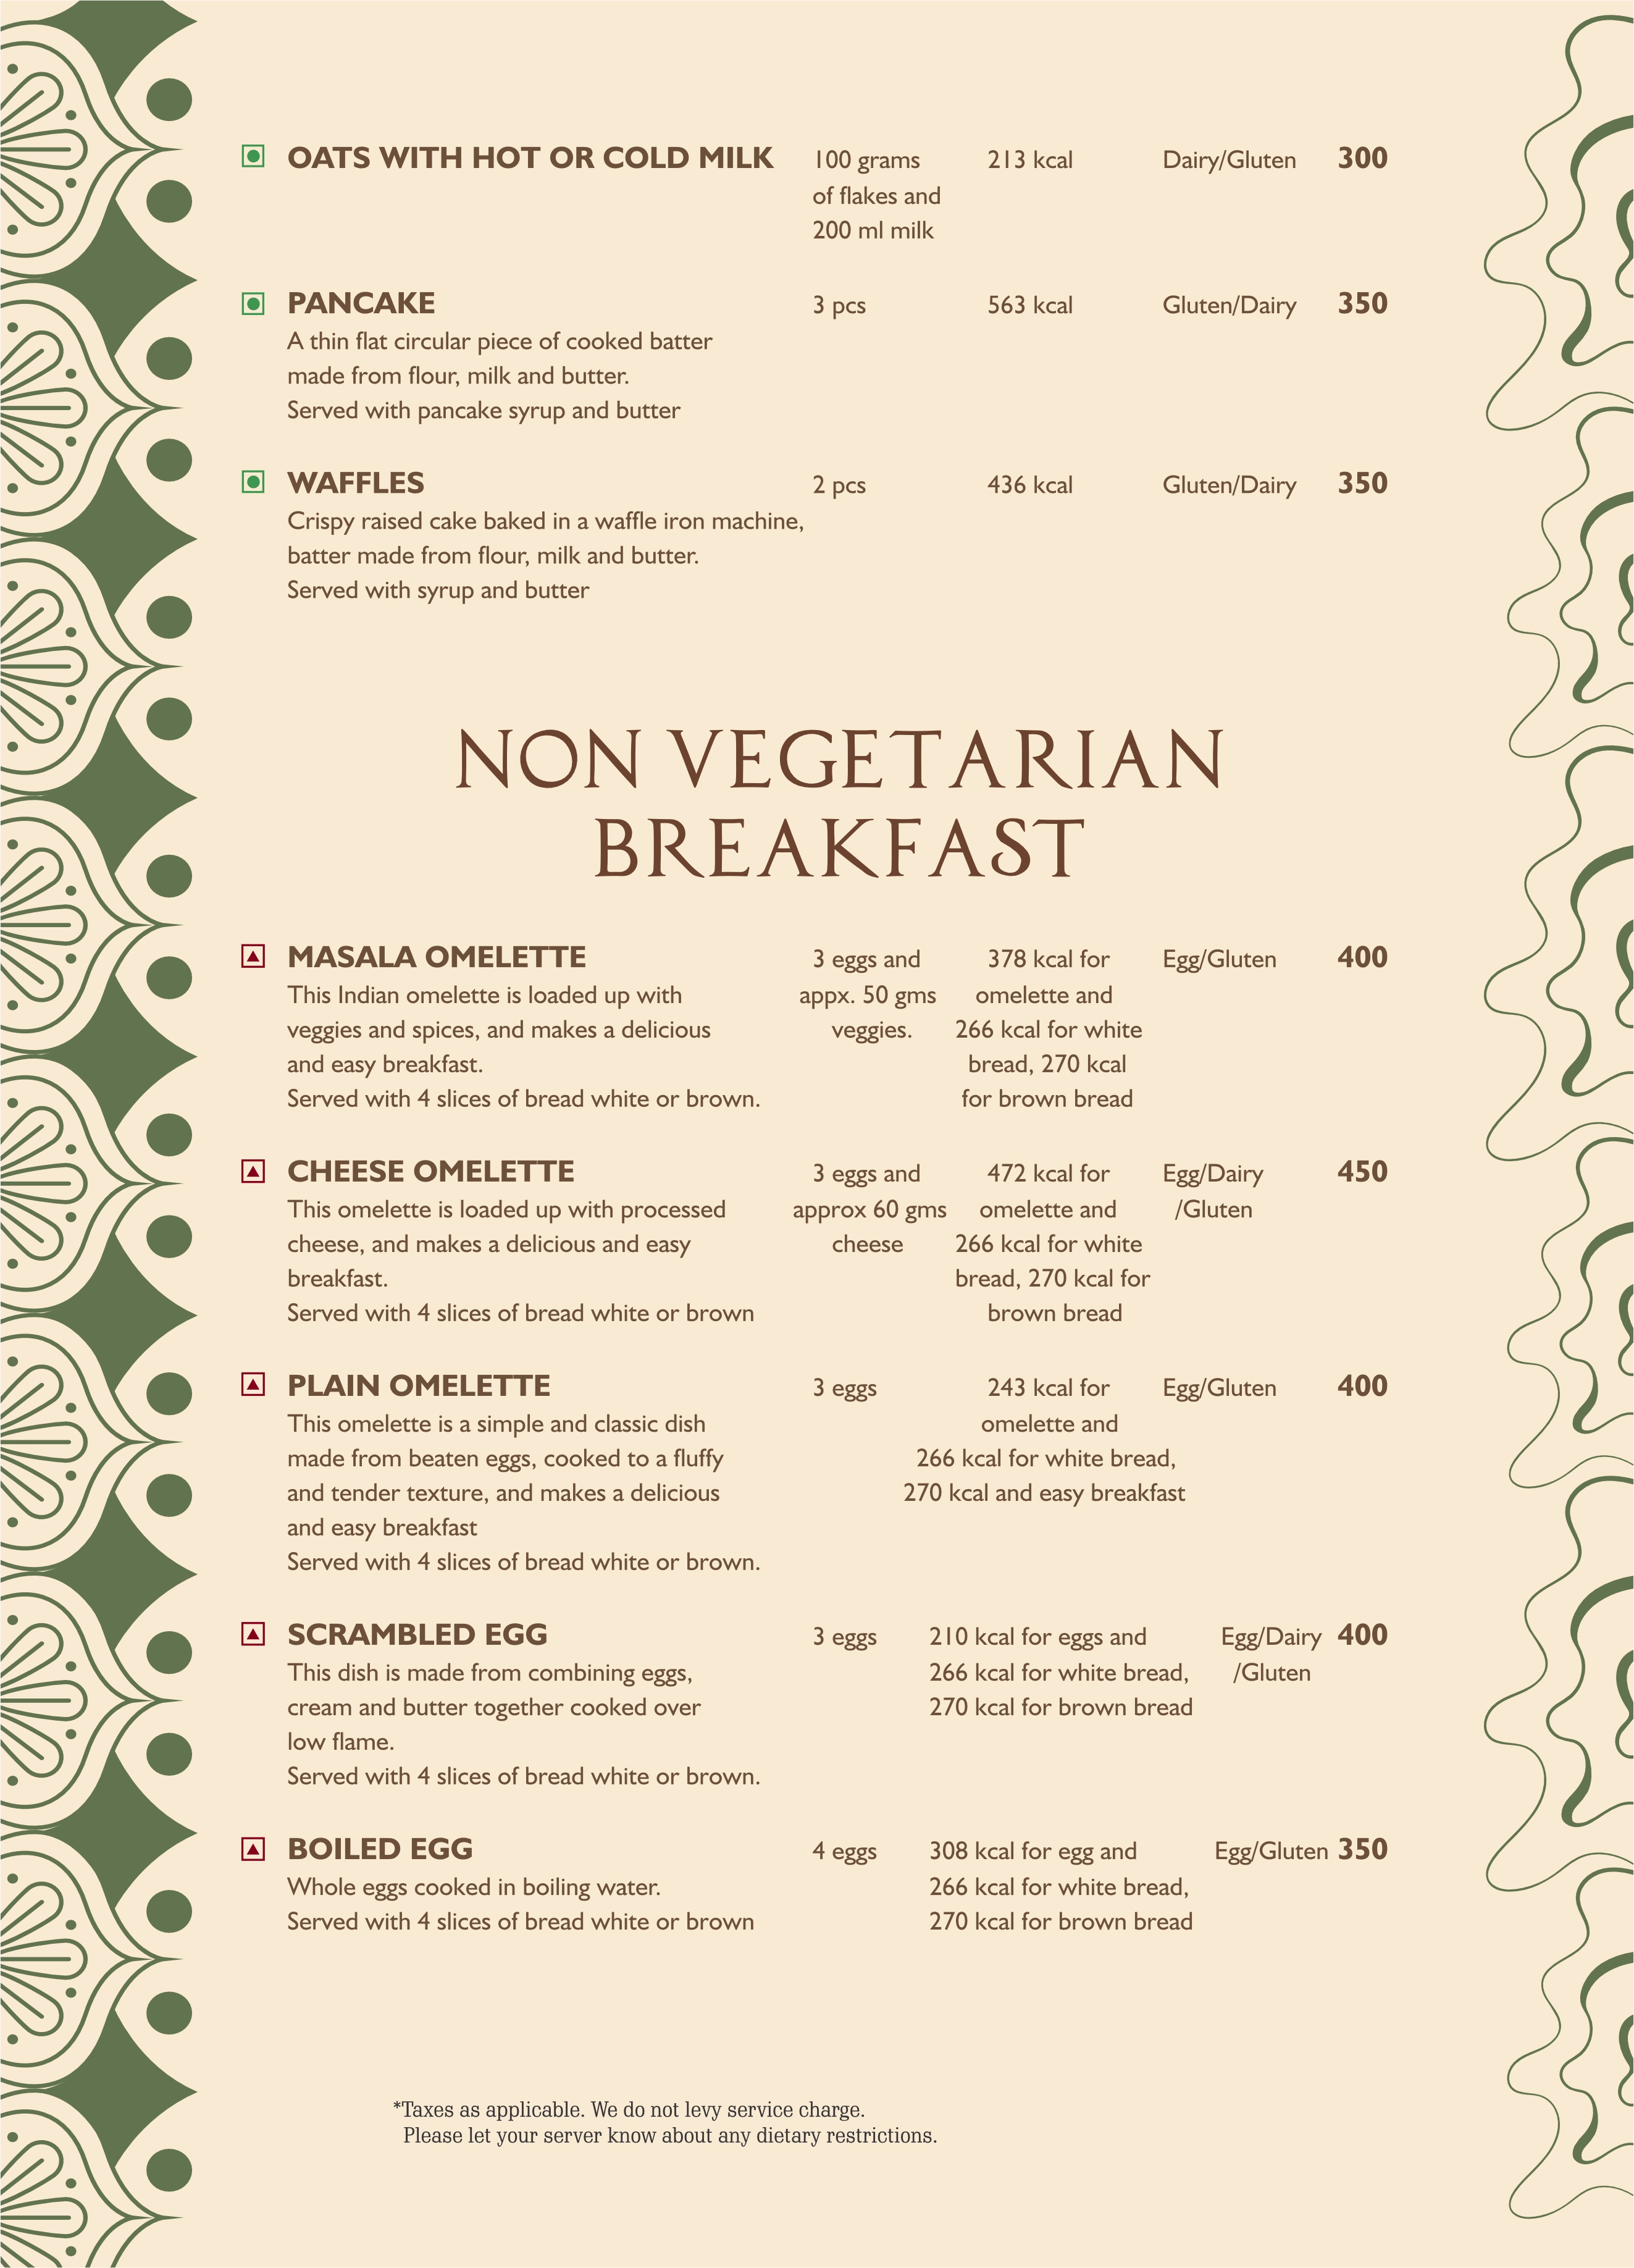 OATS WITH HOT OR COLD MILK 100 grams 213 kcal Dairy/Gluten 300
of flakes and
200 ml milk
PANCAKE 3 pcs 563 kcal Gluten/Dairy 350
A thin flat circular piece of cooked batter
made from flour, milk and butter.
Served with pancake syrup and butter
WAFFLES 2 pcs 436 kcal Gluten/Dairy 350
Crispy raised cake baked in a waffle iron machine,
batter made from flour, milk and butter.
Served with syrup and butter
NON VEGETARIAN
BREAKFAST
MASALA OMELETTE 3 eggs and 378 kcal for Egg/Gluten 400
This Indian omelette is loaded up with appx. 50 gms omelette and
veggies and spices, and makes a delicious veggies. 266 kcal for white
and easy breakfast. bread, 270 kcal
Served with 4 slices of bread white or brown. for brown bread
CHEESE OMELETTE 3 eggs and 472 kcal for Egg/Dairy 450
This omelette is loaded up with processed approx 60 gms omelette and /Gluten
cheese, and makes a delicious and easy cheese 266 kcal for white
breakfast. bread, 270 kcal for
Served with 4 slices of bread white or brown brown bread
PLAIN OMELETTE 3 eggs 243 kcal for Egg/Gluten 400
This omelette is a simple and classic dish omelette and
made from beaten eggs, cooked to a fluffy 266 kcal for white bread,
and tender texture, and makes a delicious 270 kcal and easy breakfast
and easy breakfast
Served with 4 slices of bread white or brown.
SCRAMBLED EGG 3 eggs 210 kcal for eggs and Egg/Dairy 400
This dish is made from combining eggs, 266 kcal for white bread, /Gluten
cream and butter together cooked over 270 kcal for brown bread
low flame.
Served with 4 slices of bread white or brown.
BOILED EGG 4 eggs 308 kcal for egg and Egg/Gluten 350
Whole eggs cooked in boiling water. 266 kcal for white bread,
Served with 4 slices of bread white or brown 270 kcal for brown bread
*Taxes as applicable. We do not levy service charge.
Please let your server know about any dietary restrictions.